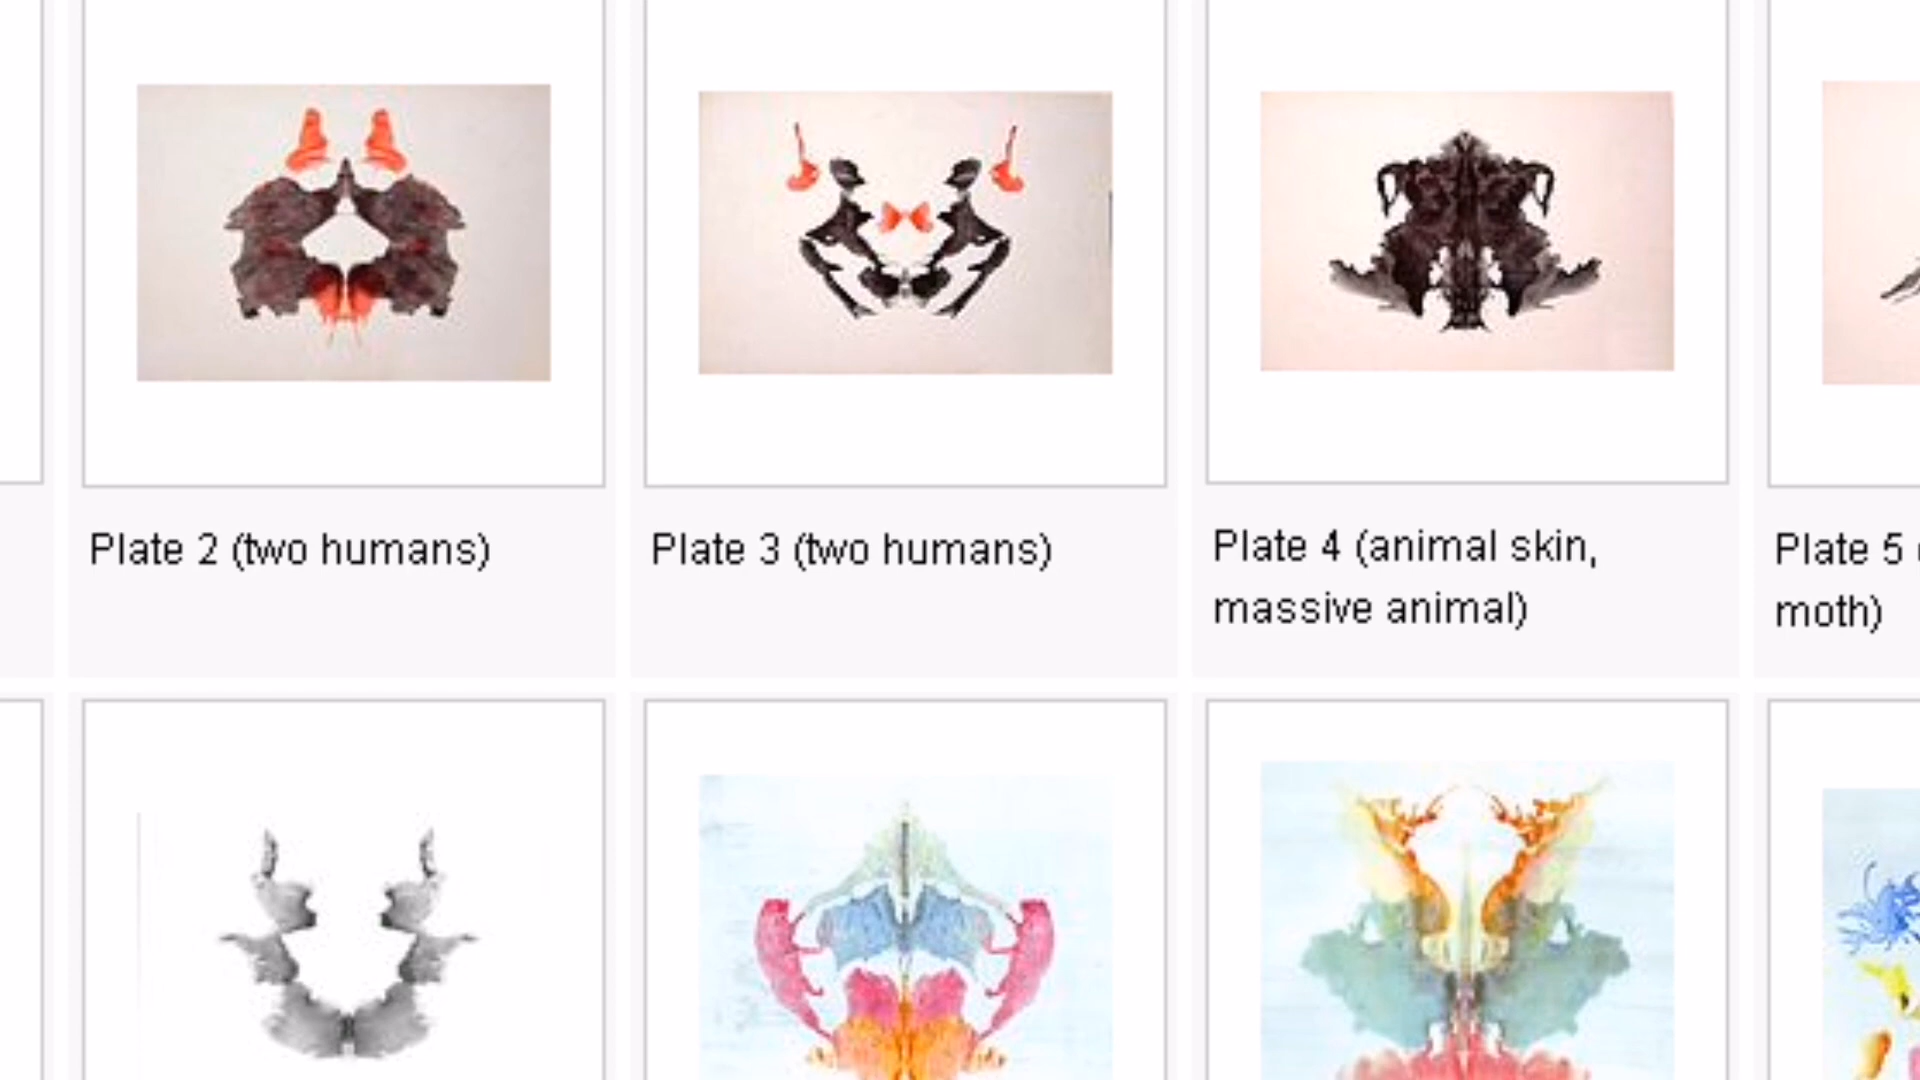 Plate 2 (two humans)
Plate 3 (two humans)
Plate 4 (animal skin,
massive animal)
Plate 5
moth)